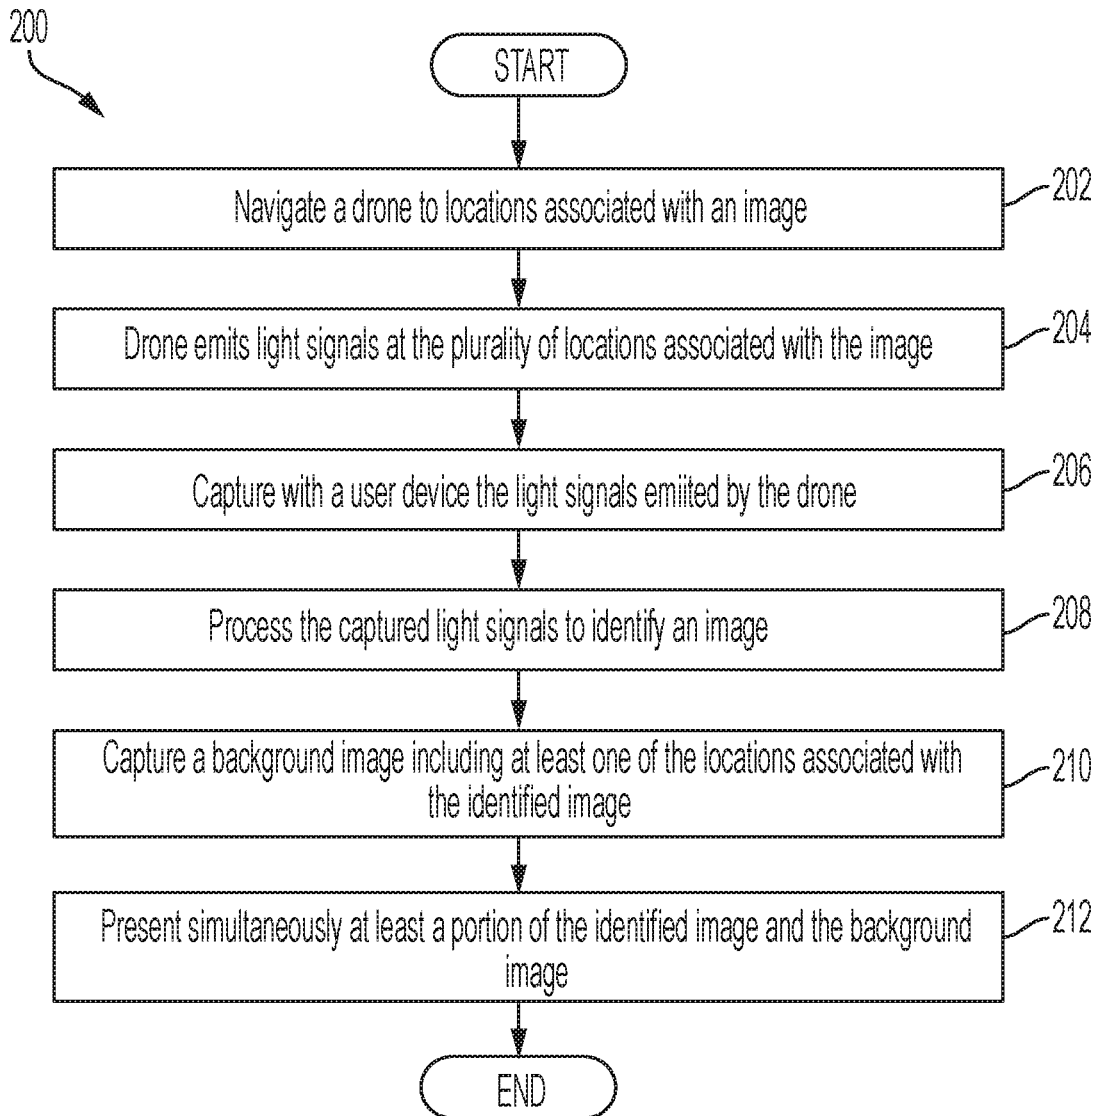 200
START
Navigate a drone to locations associated with an image
202
Drone emits light signals at the plurality of locations associated with the image
204
Capture with a user device the light signals emiited by the drone
206
Process the captured light signals to identify an image
208
Capture a background image including at least one of the locations associated with
the identified image
210
Present simultaneously at least a portion of the identified image and the background
image
212
END